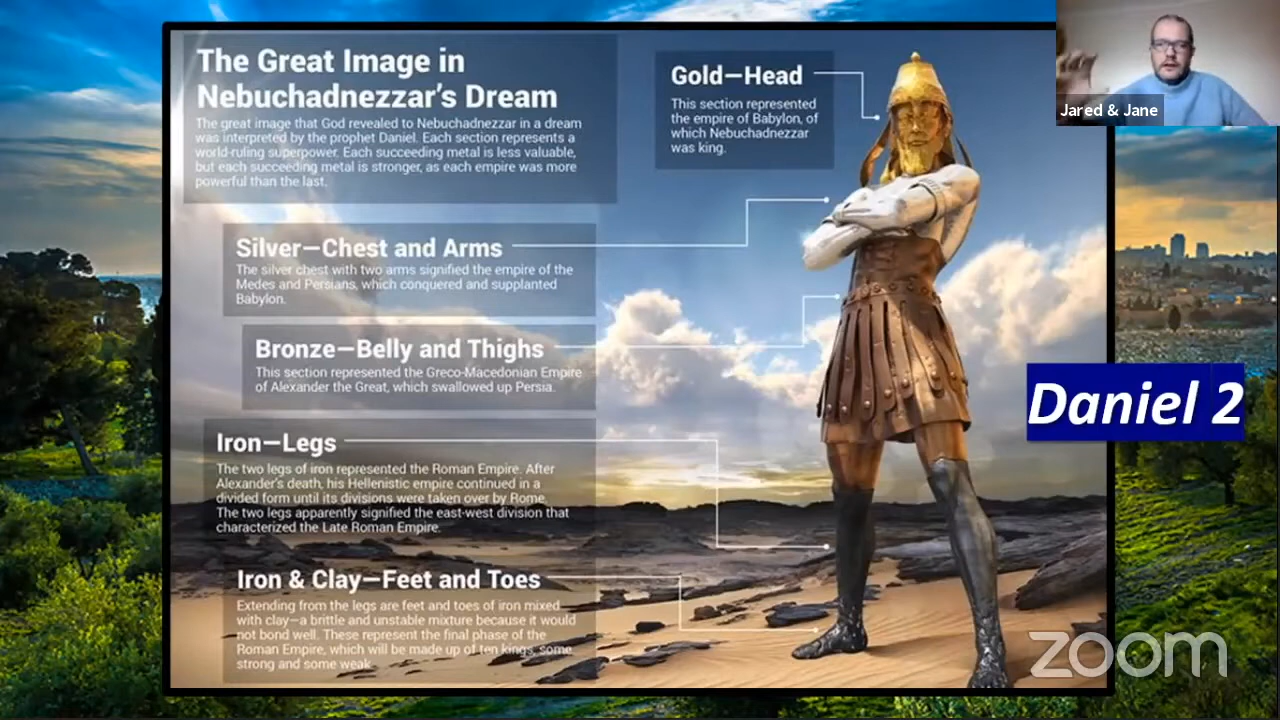 The Great Image in
Nebuchadnezzar's Dream
The great image that God revealed to Nebuchadnezzar in a dream
was interpreted by the prophet Daniel. Each section represents a
world-ruling superpower. Each succeeding metal is less valuable,
but each succeeding metal is stronger, as each empire was more
powerful than the last.
Gold—Head
This section represented
the empire of Babylon, of
which Nebuchadnezzar
was king.
Jared & Jane
Silver—Chest and Arms
The silver chest with two arms signified the empire of the
Medes and Persians, which conquered and supplanted
Babylon.
Bronze—Belly and Thighs
This section represented the Greco-Macedonian Empire
of Alexander the Great, which swallowed up Persia.
Daniel 2
Iron—Legs
The two legs of iron represented the Roman Empire. After
Alexander's death, his Hellenistic empire continued in a
divided form until its divisions were taken over by Rome.
The two legs apparently signified the east-west division that
characterized the Late Roman Empire.
Iron & Clay—Feet and Toes
Extending from the legs are feet and toes of iron mixed
with clay—a brittle and unstable mixture because it would
not bond well. These represent the final phase of the
Roman Empire, which will be made up of ten kings, some
strong and some weak.
zoom